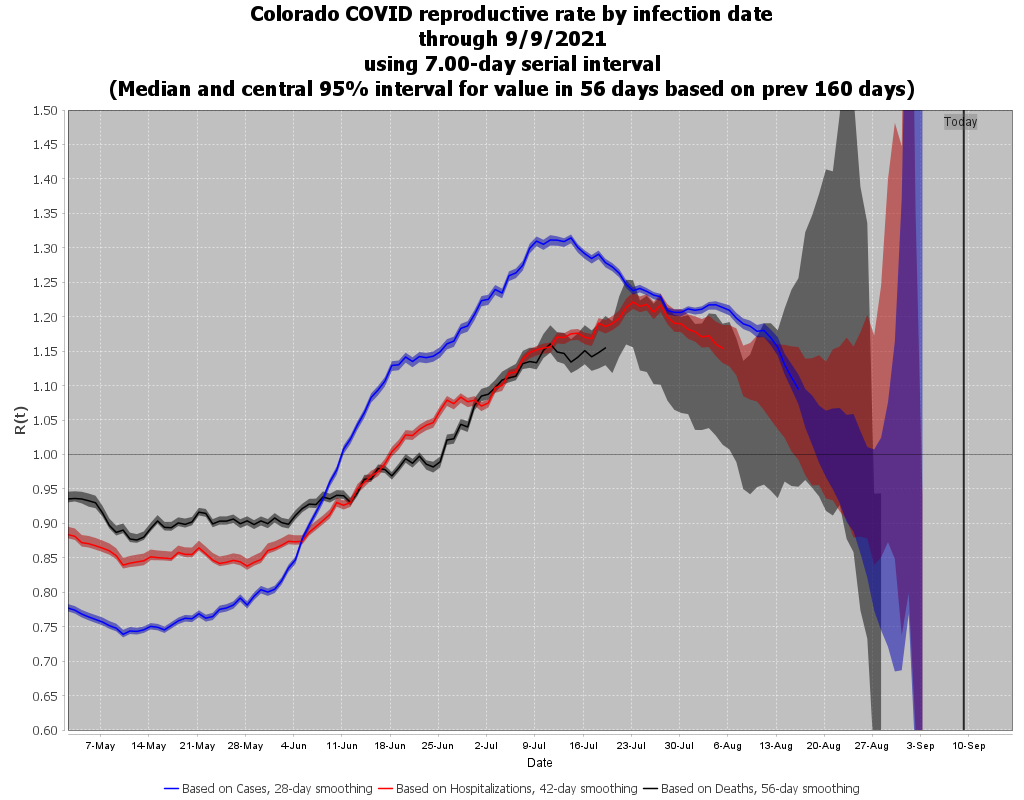 Colorado COVID reproductive rate by infection date
through 9/9/2021
using 7.00-day serial interval
(Median and central 95% interval for value in 56 days based on prev 160 days)
1.50
1.45
1.40
1.35
1.30
1.25
1.20
1.15
1.10
1.05
1.00
0.95
0.90
0.85
0.80
0.75
0.70
0.65
0.60
R(t)
Today
7-May 14-May 21-May 28-May 4-Jun 11-Jun 18-Jun 25-Jun 2-Jul 9-Jul 16-Jul 23-Jul 30-Jul 6-Aug 13-Aug 20-Aug 27-Aug 3-Sep 10-Sep
Date
Based on Cases, 28-day smoothing Based on Hospitalizations, 42-day smoothing Based on Deaths, 56-day smoothing